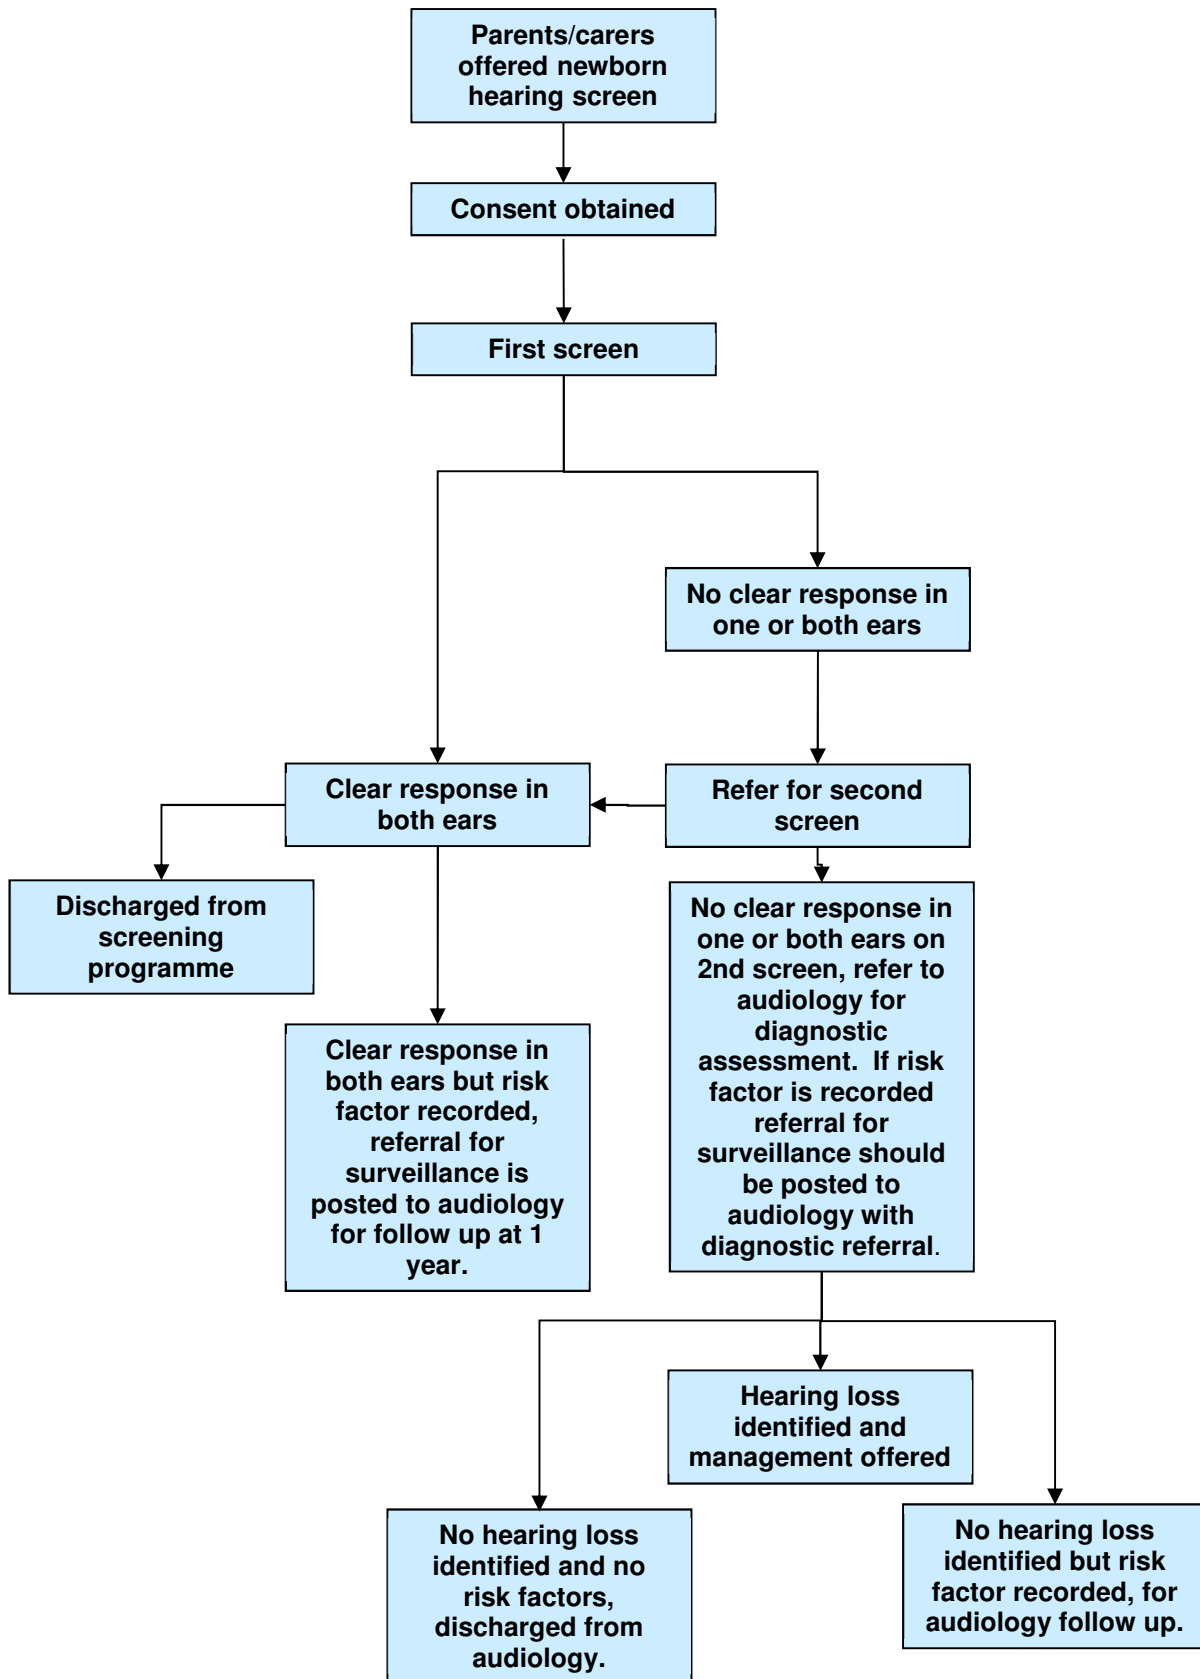 Parents/carers
offered newborn
hearing screen
Consent obtained
First screen
No clear response in
one or both ears
Clear response in
both ears
Refer for second
screen
Discharged from
screening
programme
No clear response in
one or both ears on
2nd screen, refer to
audiology for
diagnostic
assessment.  If risk
factor is recorded
referral for
surveillance should
be posted to
audiology with
diagnostic referral.
Clear response in
both ears but risk
factor recorded,
referral for
surveillance is
posted to audiology
for follow up at 1
year.
Hearing loss
identified and
management offered
No hearing loss
identified and no
risk factors,
discharged from
audiology.
No hearing loss
identified but risk
factor recorded, for
audiology follow up.